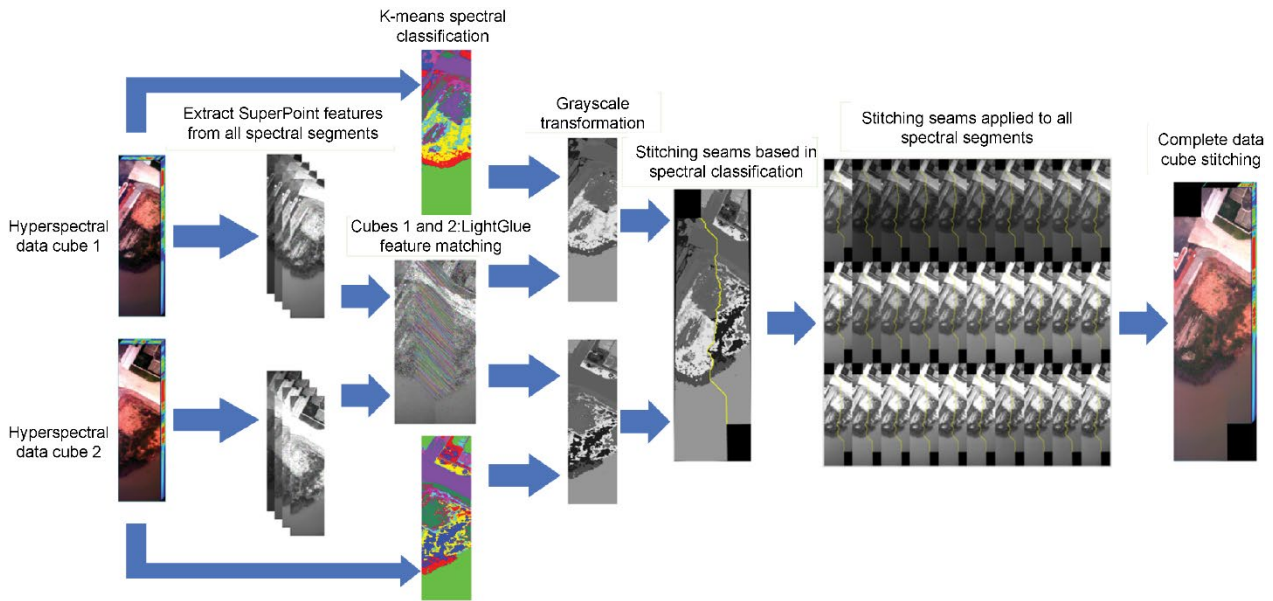 K-means spectral
classification
Extract SuperPoint features
from all spectral segments
Grayscale
transformation
Stitching seams based in
spectral classification
Stitching seams applied to all
spectral segments
Complete data
cube stitching
Hyperspectral
data cube 1
Cubes 1 and 2:LightGlue
feature matching
Hyperspectral
data cube 2